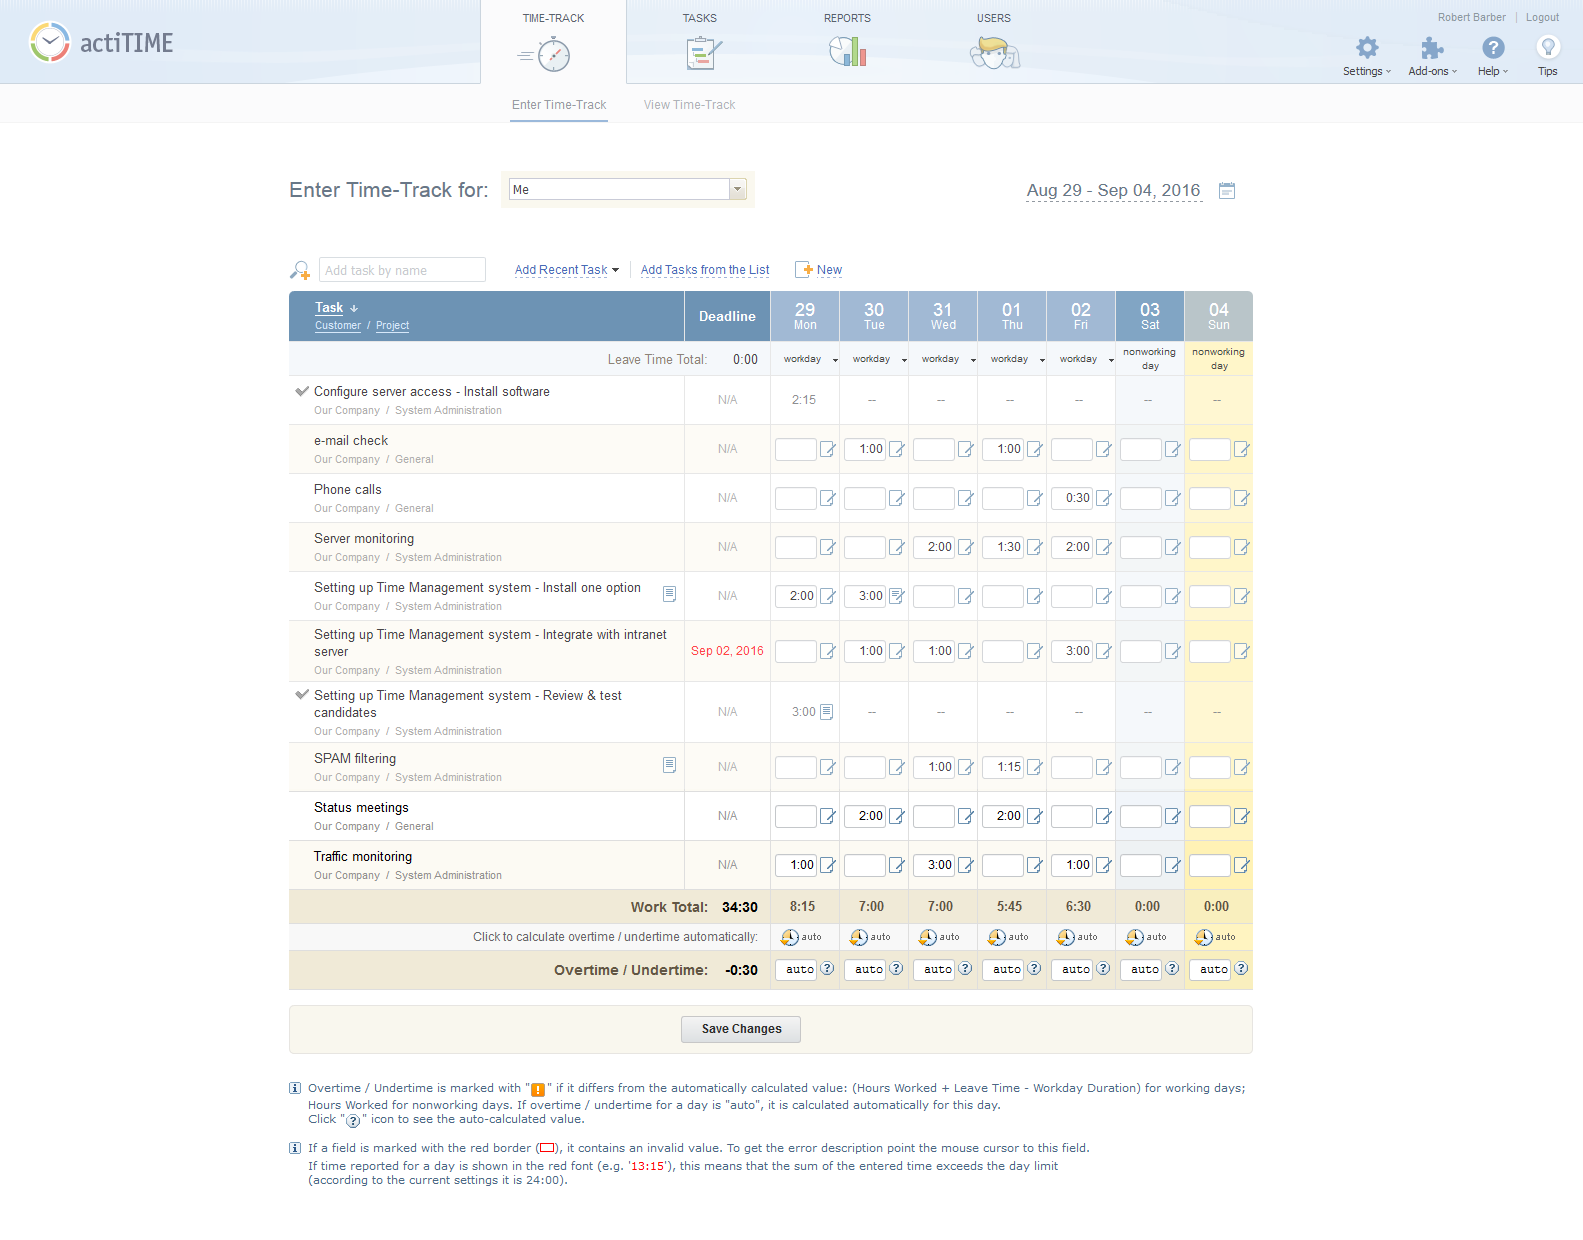 actiTIME
TIME-TRACK
TASKS
REPORTS
USERS
Robert Barber | Logout
Settings
Add-ons
Help
Tips
Enter Time-Track
View Time-Track
Enter Time-Track for:
Me
Aug 29 - Sep 04, 2016
Add task by name
Add Recent Task
Add Tasks from the List
New
Task
Customer / Project
Deadline
29 Mon
30 Tue
31 Wed
01 Thu
02 Fri
03 Sat
04 Sun
Leave Time Total: 0:00 workday workday workday workday workday nonworking day nonworking day
Configure server access - Install software
Our Company / System Administration
N/A 2:15 -- -- -- -- -- --
e-mail check
Our Company / General
N/A 1:00 1:00
Phone calls
Our Company / General
N/A 0:30
Server monitoring
Our Company / System Administration
N/A 2:00 1:30 2:00
Setting up Time Management system - Install one option
Our Company / System Administration
N/A 2:00 3:00
Setting up Time Management system - Integrate with intranet
server
Our Company / System Administration
Sep 02, 2016 1:00 1:00 3:00
Setting up Time Management system - Review & test
candidates
Our Company / System Administration
N/A 3:00 -- -- -- -- -- --
SPAM filtering
Our Company / System Administration
N/A 1:00 1:15
Status meetings
Our Company / General
N/A 2:00 2:00
Traffic monitoring
Our Company / System Administration
N/A 1:00 3:00 1:00
Work Total: 34:30 8:15 7:00 7:00 5:45 6:30 0:00 0:00
Click to calculate overtime / undertime automatically: auto auto auto auto auto auto auto
Overtime / Undertime: -0:30 auto ? auto ? auto ? auto ? auto ? auto ? auto ?
Save Changes
Overtime / Undertime is marked with "!" if it differs from the automatically calculated value: (Hours Worked + Leave Time - Workday Duration) for working days;
Hours Worked for nonworking days. If overtime / undertime for a day is "auto", it is calculated automatically for this day.
Click "?" icon to see the auto-calculated value.
If a field is marked with the red border ( ), it contains an invalid value. To get the error description point the mouse cursor to this field.
If time reported for a day is shown in the red font (e.g. '13:15'), this means that the sum of the entered time exceeds the day limit
(according to the current settings it is 24:00).